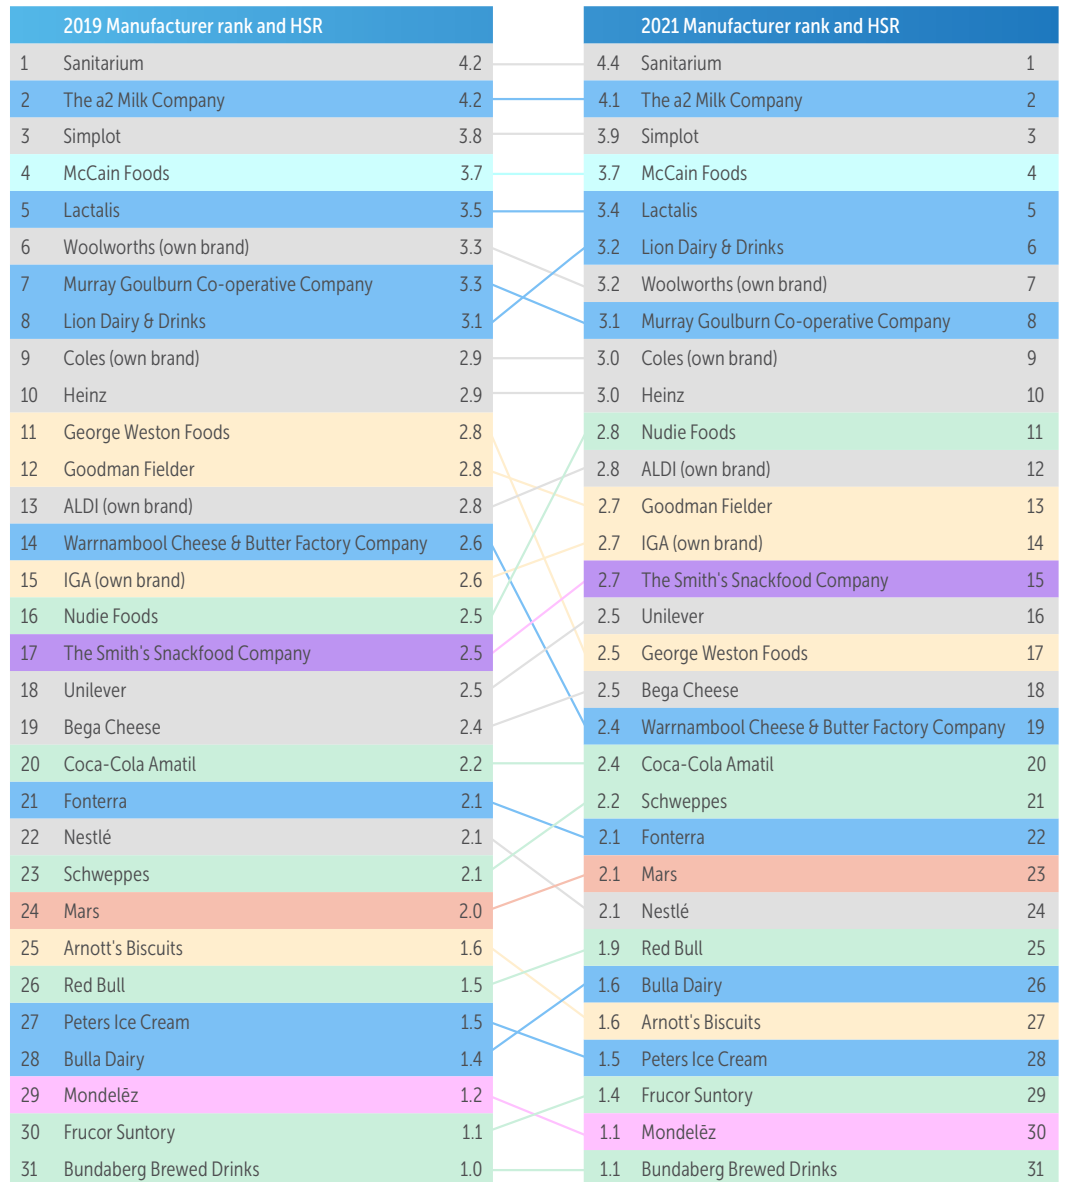 2019 Manufacturer rank and HSR 2021 Manufacturer rank and HSR
1 Sanitarium 4.2 4.4 Sanitarium 1
2 The a2 Milk Company 4.2 4.1 The a2 Milk Company 2
3 Simplot 3.8 3.9 Simplot 3
4 McCain Foods 3.7 3.7 McCain Foods 4
5 Lactalis 3.5 3.4 Lactalis 5
6 Woolworths (own brand) 3.3 3.2 Lion Dairy & Drinks 6
7 Murray Goulburn Co-operative Company 3.3 3.2 Woolworths (own brand) 7
8 Lion Dairy & Drinks 3.1 3.1 Murray Goulburn Co-operative Company 8
9 Coles (own brand) 2.9 3.0 Coles (own brand) 9
10 Heinz 2.9 3.0 Heinz 10
11 George Weston Foods 2.8 2.8 Nudie Foods 11
12 Goodman Fielder 2.8 2.8 ALDI (own brand) 12
13 ALDI (own brand) 2.8 2.7 Goodman Fielder 13
14 Warrnambool Cheese & Butter Factory Company 2.6 2.7 IGA (own brand) 14
15 IGA (own brand) 2.6 2.7 The Smith's Snackfood Company 15
16 Nudie Foods 2.5 2.5 Unilever 16
17 The Smith's Snackfood Company 2.5 2.5 George Weston Foods 17
18 Unilever 2.5 2.5 Bega Cheese 18
19 Bega Cheese 2.4 2.4 Warrnambool Cheese & Butter Factory Company 19
20 Coca-Cola Amatil 2.2 2.4 Coca-Cola Amatil 20
21 Fonterra 2.1 2.2 Schweppes 21
22 Nestlé 2.1 2.1 Fonterra 22
23 Schweppes 2.1 2.1 Mars 23
24 Mars 2.0 2.1 Nestlé 24
25 Arnott's Biscuits 1.6 1.9 Red Bull 25
26 Red Bull 1.5 1.6 Bulla Dairy 26
27 Peters Ice Cream 1.5 1.6 Arnott's Biscuits 27
28 Bulla Dairy 1.4 1.5 Peters Ice Cream 28
29 Mondelēz 1.2 1.4 Frucor Suntory 29
30 Frucor Suntory 1.1 1.1 Mondelēz 30
31 Bundaberg Brewed Drinks 1.0 1.1 Bundaberg Brewed Drinks 31